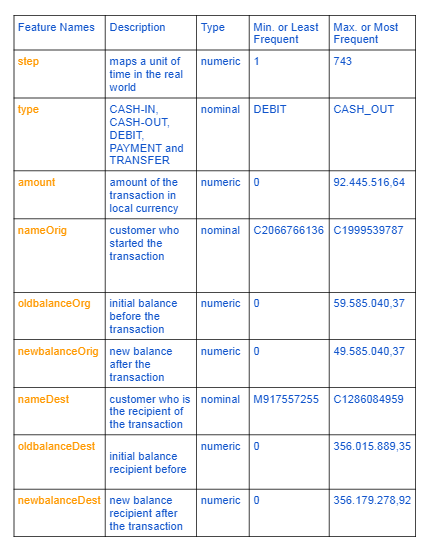 Feature Names Description Type Min. or Least Max. or Most
Frequent Frequent
step maps a unit of numeric 1 743
time in the real
world
type CASH-IN, nominal DEBIT CASH_OUT
CASH-OUT,
DEBIT,
PAYMENT and
TRANSFER
amount amount of the numeric 0 92.445.516,64
transaction in
local currency
nameOrig customer who nominal C2066766136 C1999539787
started the
transaction
oldbalanceOrg initial balance numeric 0 59.585.040,37
before the
transaction
newbalanceOrig new balance numeric 0 49.585.040,37
after the
transaction
nameDest customer who is nominal M917557255 C1286084959
the recipient of
the transaction
oldbalanceDest numeric 0 356.015.889,35
initial balance
recipient before
newbalanceDest new balance numeric 0 356.179.278,92
recipient after
the transaction